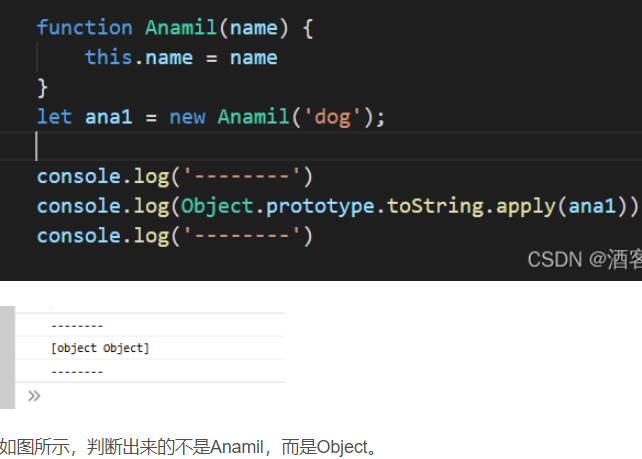 function Anamil(name) {
this.name = name
}
let ana1 = new Anamil('dog');
console.log('--------')
console.log(Object.prototype.toString.apply(ana1))
console.log('--------')
CSDN @酒客
--------
[object Object]
--------
»
如图所示，判断出来的不是Anamil，而是Object。